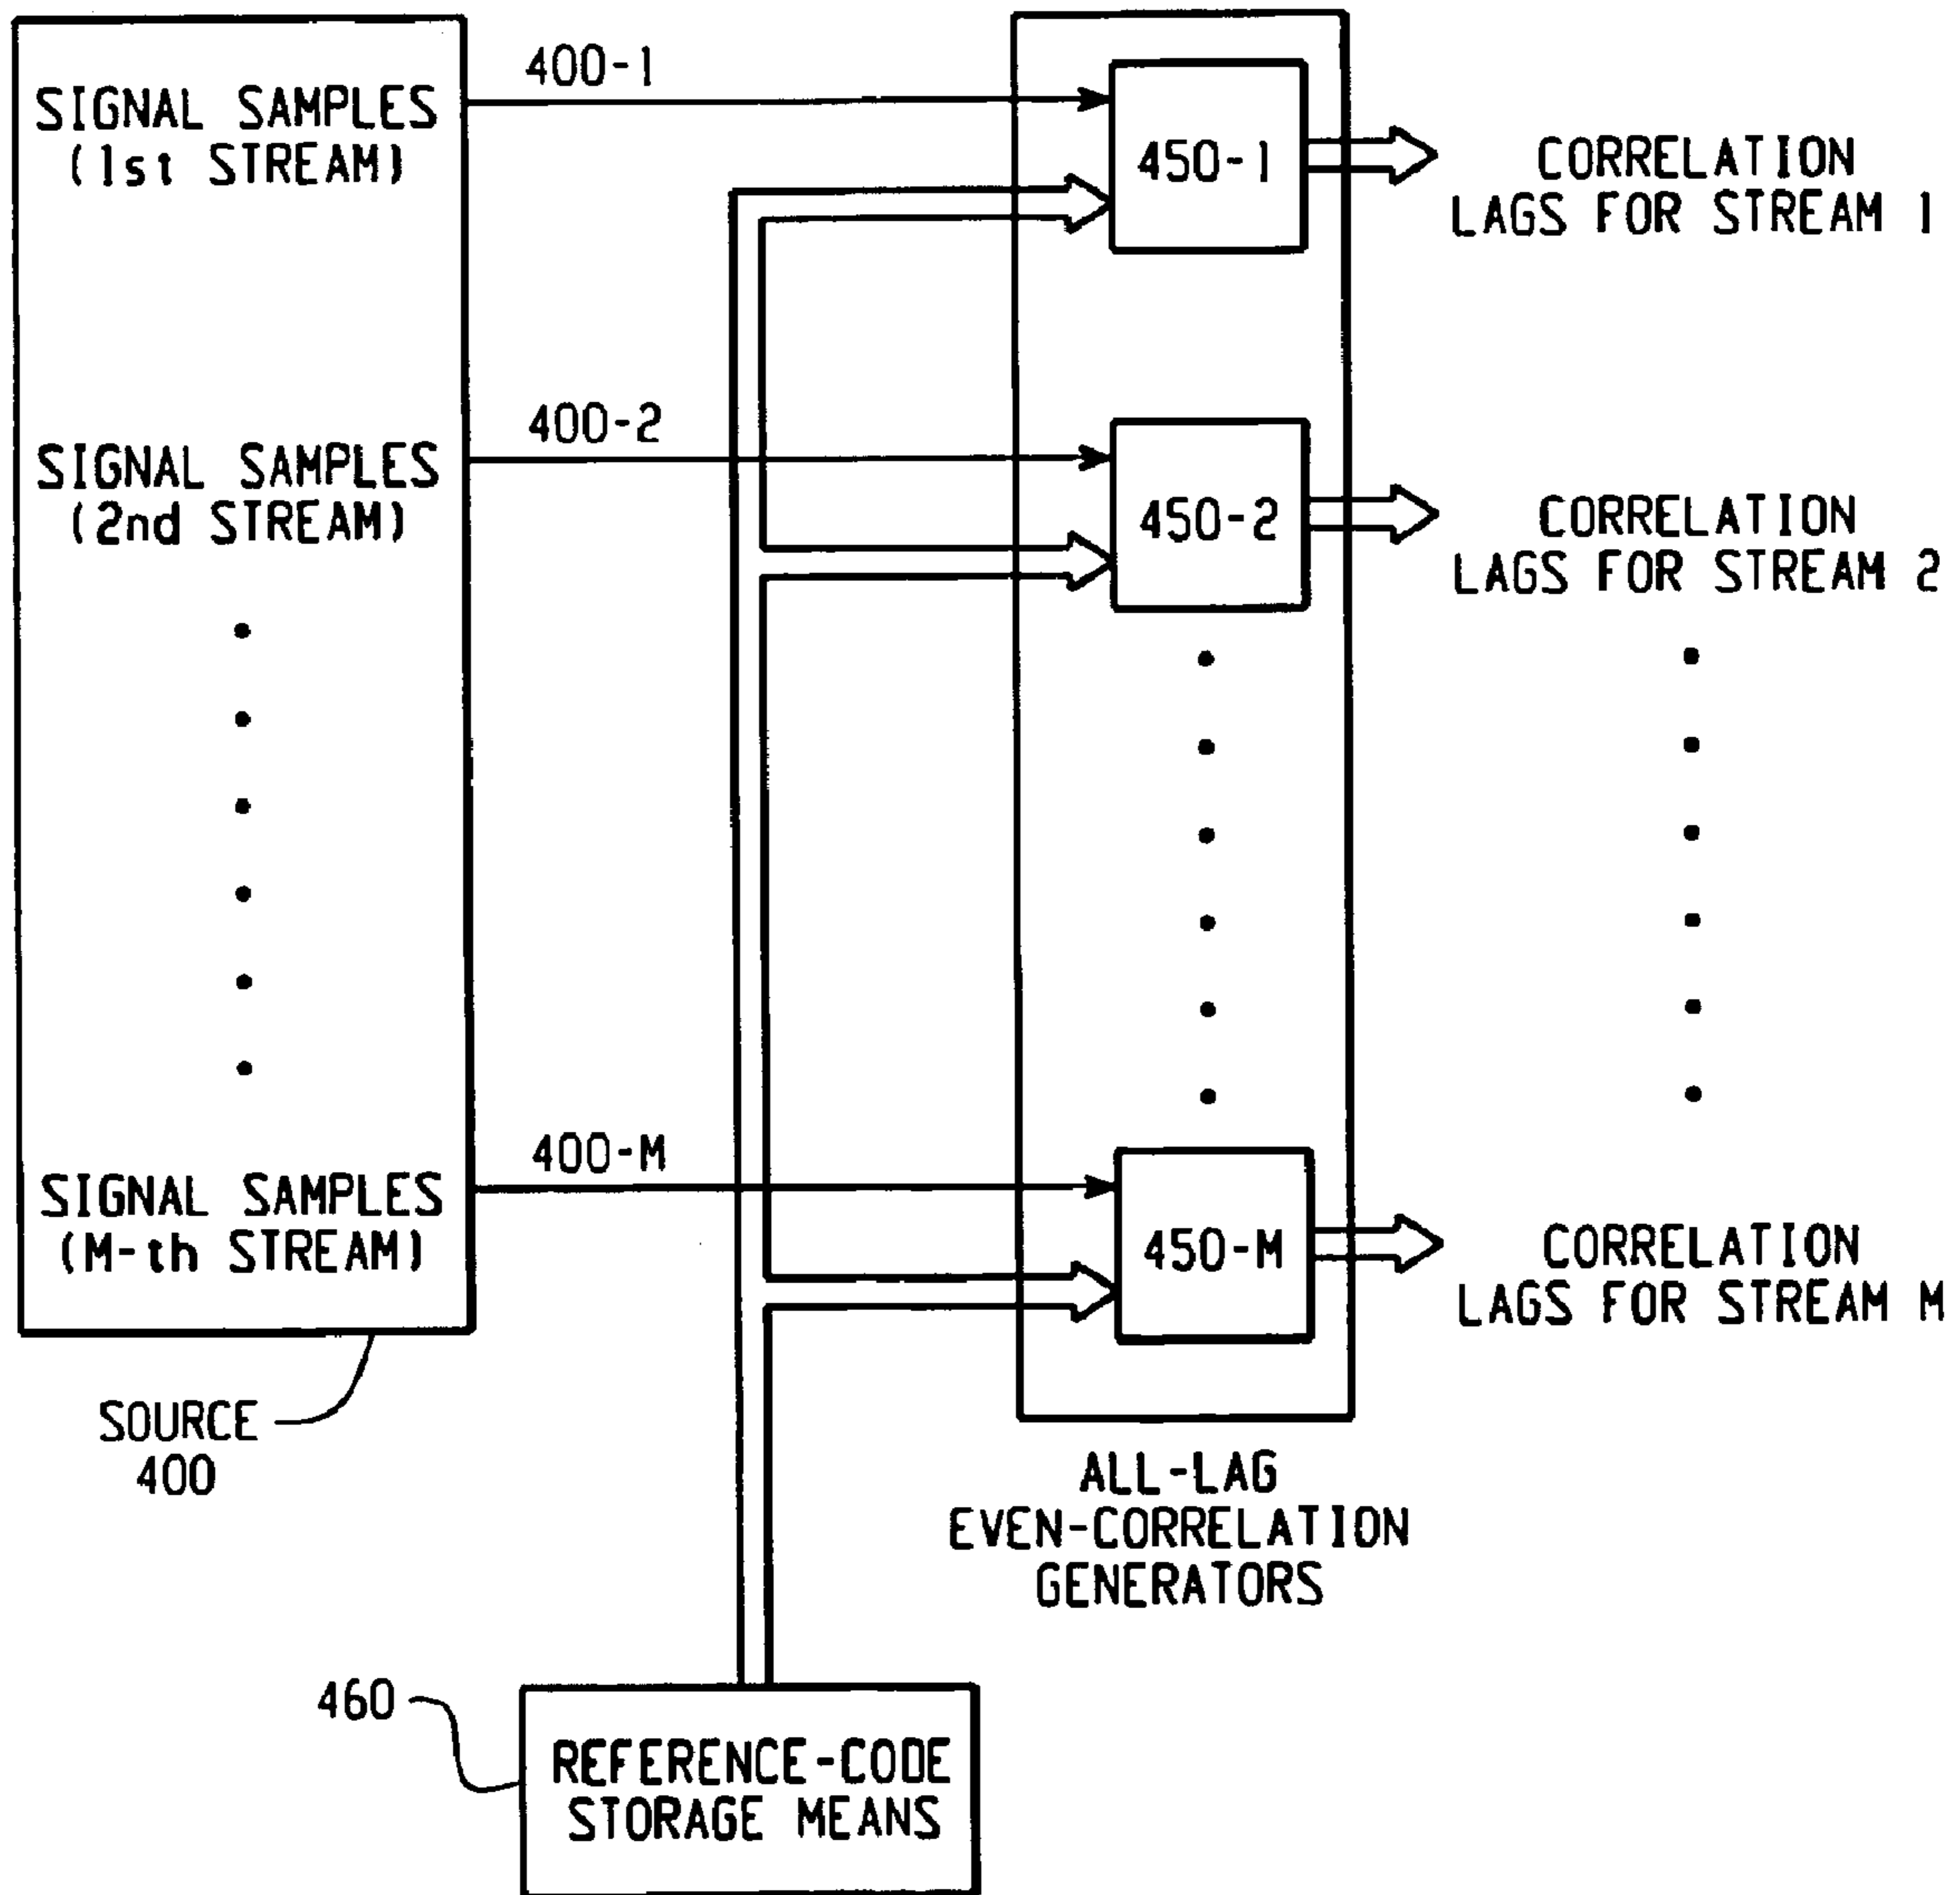 SIGNAL SAMPLES
(1st STREAM)
400-1
450-1
CORRELATION
LAGS FOR STREAM 1
SIGNAL SAMPLES
(2nd STREAM)
400-2
450-2
CORRELATION
LAGS FOR STREAM 2
SIGNAL SAMPLES
(M-th STREAM)
400-M
450-M
CORRELATION
LAGS FOR STREAM M
SOURCE
400
ALL-LAG
EVEN-CORRELATION
GENERATORS
460
REFERENCE-CODE
STORAGE MEANS